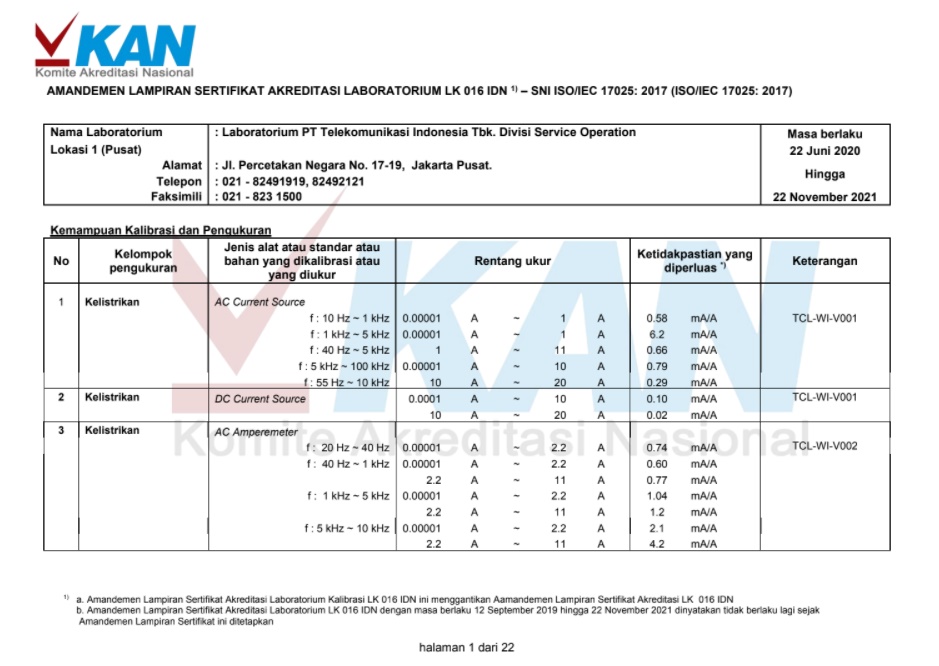 KAN
Komite Akreditasi Nasional
AMANDEMEN LAMPIRAN SERTIFIKAT AKREDITASI LABORATORIUM LK 016 IDN 1) – SNI ISO/IEC 17025: 2017 (ISO/IEC 17025: 2017)
Nama Laboratorium : Laboratorium PT Telekomunikasi Indonesia Tbk. Divisi Service Operation
Lokasi 1 (Pusat)
Alamat : Jl. Percetakan Negara No. 17-19, Jakarta Pusat.
Telepon : 021 - 82491919, 82492121
Faksimili : 021 - 823 1500
Masa berlaku
22 Juni 2020
Hingga
22 November 2021
Kemampuan Kalibrasi dan Pengukuran
No Kelompok pengukuran Jenis alat atau standar atau bahan yang dikalibrasi atau yang diukur Rentang ukur Ketidakpastian yang diperluas *) Keterangan
1 Kelistrikan AC Current Source
f : 10 Hz ~ 1 kHz 0.00001 A ~ 1 A 0.58 mA/A TCL-WI-V001
f : 1 kHz ~ 5 kHz 0.00001 A ~ 1 A 6.2 mA/A
f : 40 Hz ~ 5 kHz 1 A ~ 11 A 0.66 mA/A
f : 5 kHz ~ 100 kHz 0.00001 A ~ 10 A 0.79 mA/A
f : 55 Hz ~ 10 kHz 10 A ~ 20 A 0.29 mA/A
2 Kelistrikan DC Current Source 0.0001 A ~ 10 A 0.10 mA/A TCL-WI-V001
10 A ~ 20 A 0.02 mA/A
3 Kelistrikan AC Amperemeter
f : 20 Hz ~ 40 Hz 0.00001 A ~ 2.2 A 0.74 mA/A TCL-WI-V002
f : 40 Hz ~ 1 kHz 0.00001 A ~ 2.2 A 0.60 mA/A
2.2 A ~ 11 A 0.77 mA/A
f : 1 kHz ~ 5 kHz 0.00001 A ~ 2.2 A 1.04 mA/A
2.2 A ~ 11 A 1.2 mA/A
f : 5 kHz ~ 10 kHz 0.00001 A ~ 2.2 A 2.1 mA/A
2.2 A ~ 11 A 4.2 mA/A
KAN
Komite Akreditasi Nasional
1) a. Amandemen Lampiran Sertifikat Akreditasi Laboratorium Kalibrasi LK 016 IDN ini menggantikan Aamandemen Lampiran Sertifikat Akreditasi LK 016 IDN
b. Amandemen Lampiran Sertifikat Akreditasi Laboratorium LK 016 IDN dengan masa berlaku 12 September 2019 hingga 22 November 2021 dinyatakan tidak berlaku lagi sejak
Amandemen Lampiran Sertifikat ini ditetapkan
halaman 1 dari 22